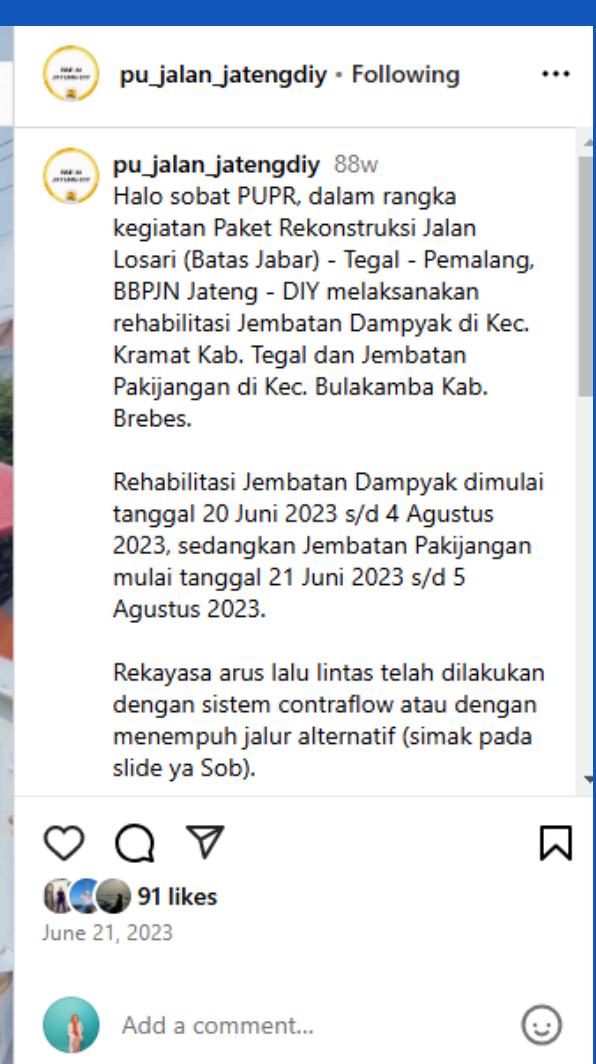 pu_jalan_jatengdiy • Following
pu_jalan_jatengdiy 88w
Halo sobat PUPR, dalam rangka
kegiatan Paket Rekonstruksi Jalan
Losari (Batas Jabar) - Tegal - Pemalang,
BBPJN Jateng - DIY melaksanakan
rehabilitasi Jembatan Dampyak di Kec.
Kramat Kab. Tegal dan Jembatan
Pakijangan di Kec. Bulakamba Kab.
Brebes.
Rehabilitasi Jembatan Dampyak dimulai
tanggal 20 Juni 2023 s/d 4 Agustus
2023, sedangkan Jembatan Pakijangan
mulai tanggal 21 Juni 2023 s/d 5
Agustus 2023.
Rekayasa arus lalu lintas telah dilakukan
dengan sistem contraflow atau dengan
menempuh jalur alternatif (simak pada
slide ya Sob).
91 likes
June 21, 2023
Add a comment...